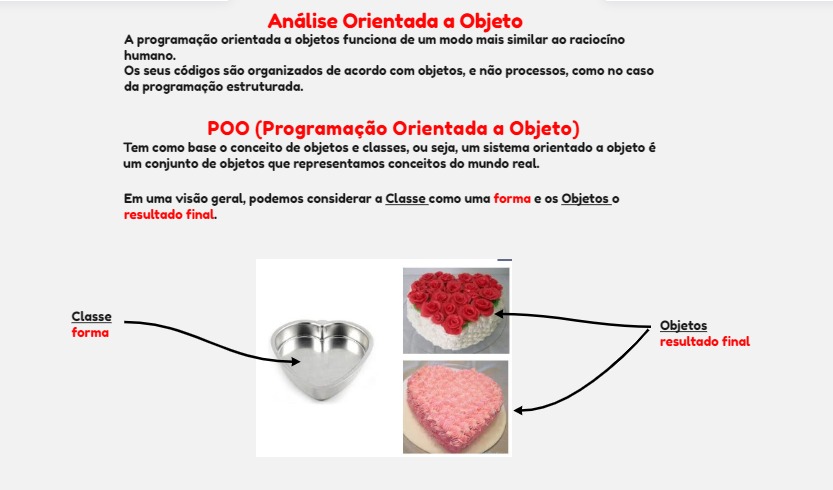 Análise Orientada a Objeto
A programação orientada a objetos funciona de um modo mais similar ao raciocíno
humano.
Os seus códigos são organizados de acordo com objetos, e não processos, como no caso
da programação estruturada.
POO (Programação Orientada a Objeto)
Tem como base o conceito de objetos e classes, ou seja, um sistema orientado a objeto é
um conjunto de objetos que representamos conceitos do mundo real.
Em uma visão geral, podemos considerar a Classe como uma forma e os Objetos o
resultado final.
Classe
forma
Objetos
resultado final